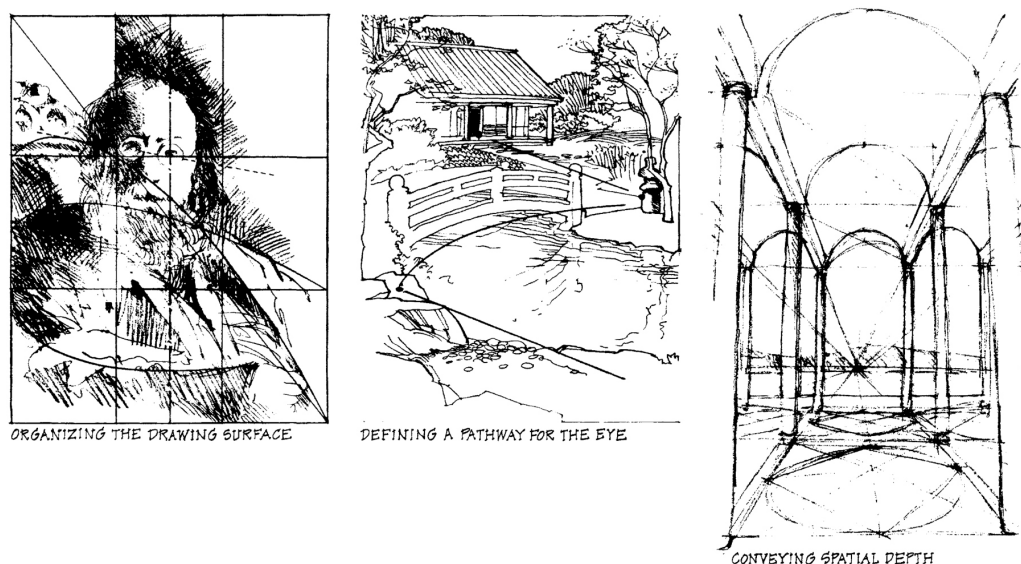 ORGANIZING THE DRAWING SURFACE
DEFINING A PATHWAY FOR THE EYE
CONVEYING SPATIAL DEPTH